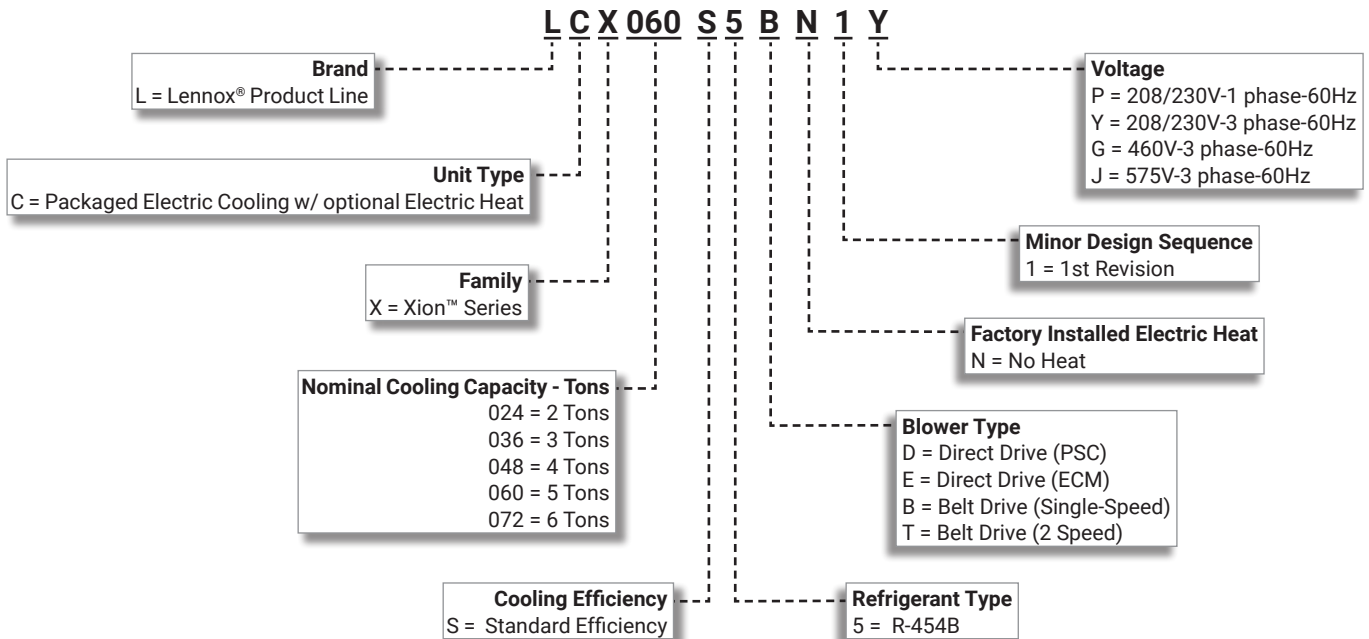 L C X 060 S 5 B N 1 Y
Brand
L = Lennox® Product Line
Unit Type
C = Packaged Electric Cooling w/ optional Electric Heat
Family
X = Xion™ Series
Nominal Cooling Capacity - Tons
024 = 2 Tons
036 = 3 Tons
048 = 4 Tons
060 = 5 Tons
072 = 6 Tons
Cooling Efficiency
S = Standard Efficiency
Voltage
P = 208/230V-1 phase-60Hz
Y = 208/230V-3 phase-60Hz
G = 460V-3 phase-60Hz
J = 575V-3 phase-60Hz
Minor Design Sequence
1 = 1st Revision
Factory Installed Electric Heat
N = No Heat
Blower Type
D = Direct Drive (PSC)
E = Direct Drive (ECM)
B = Belt Drive (Single-Speed)
T = Belt Drive (2 Speed)
Refrigerant Type
5 = R-454B